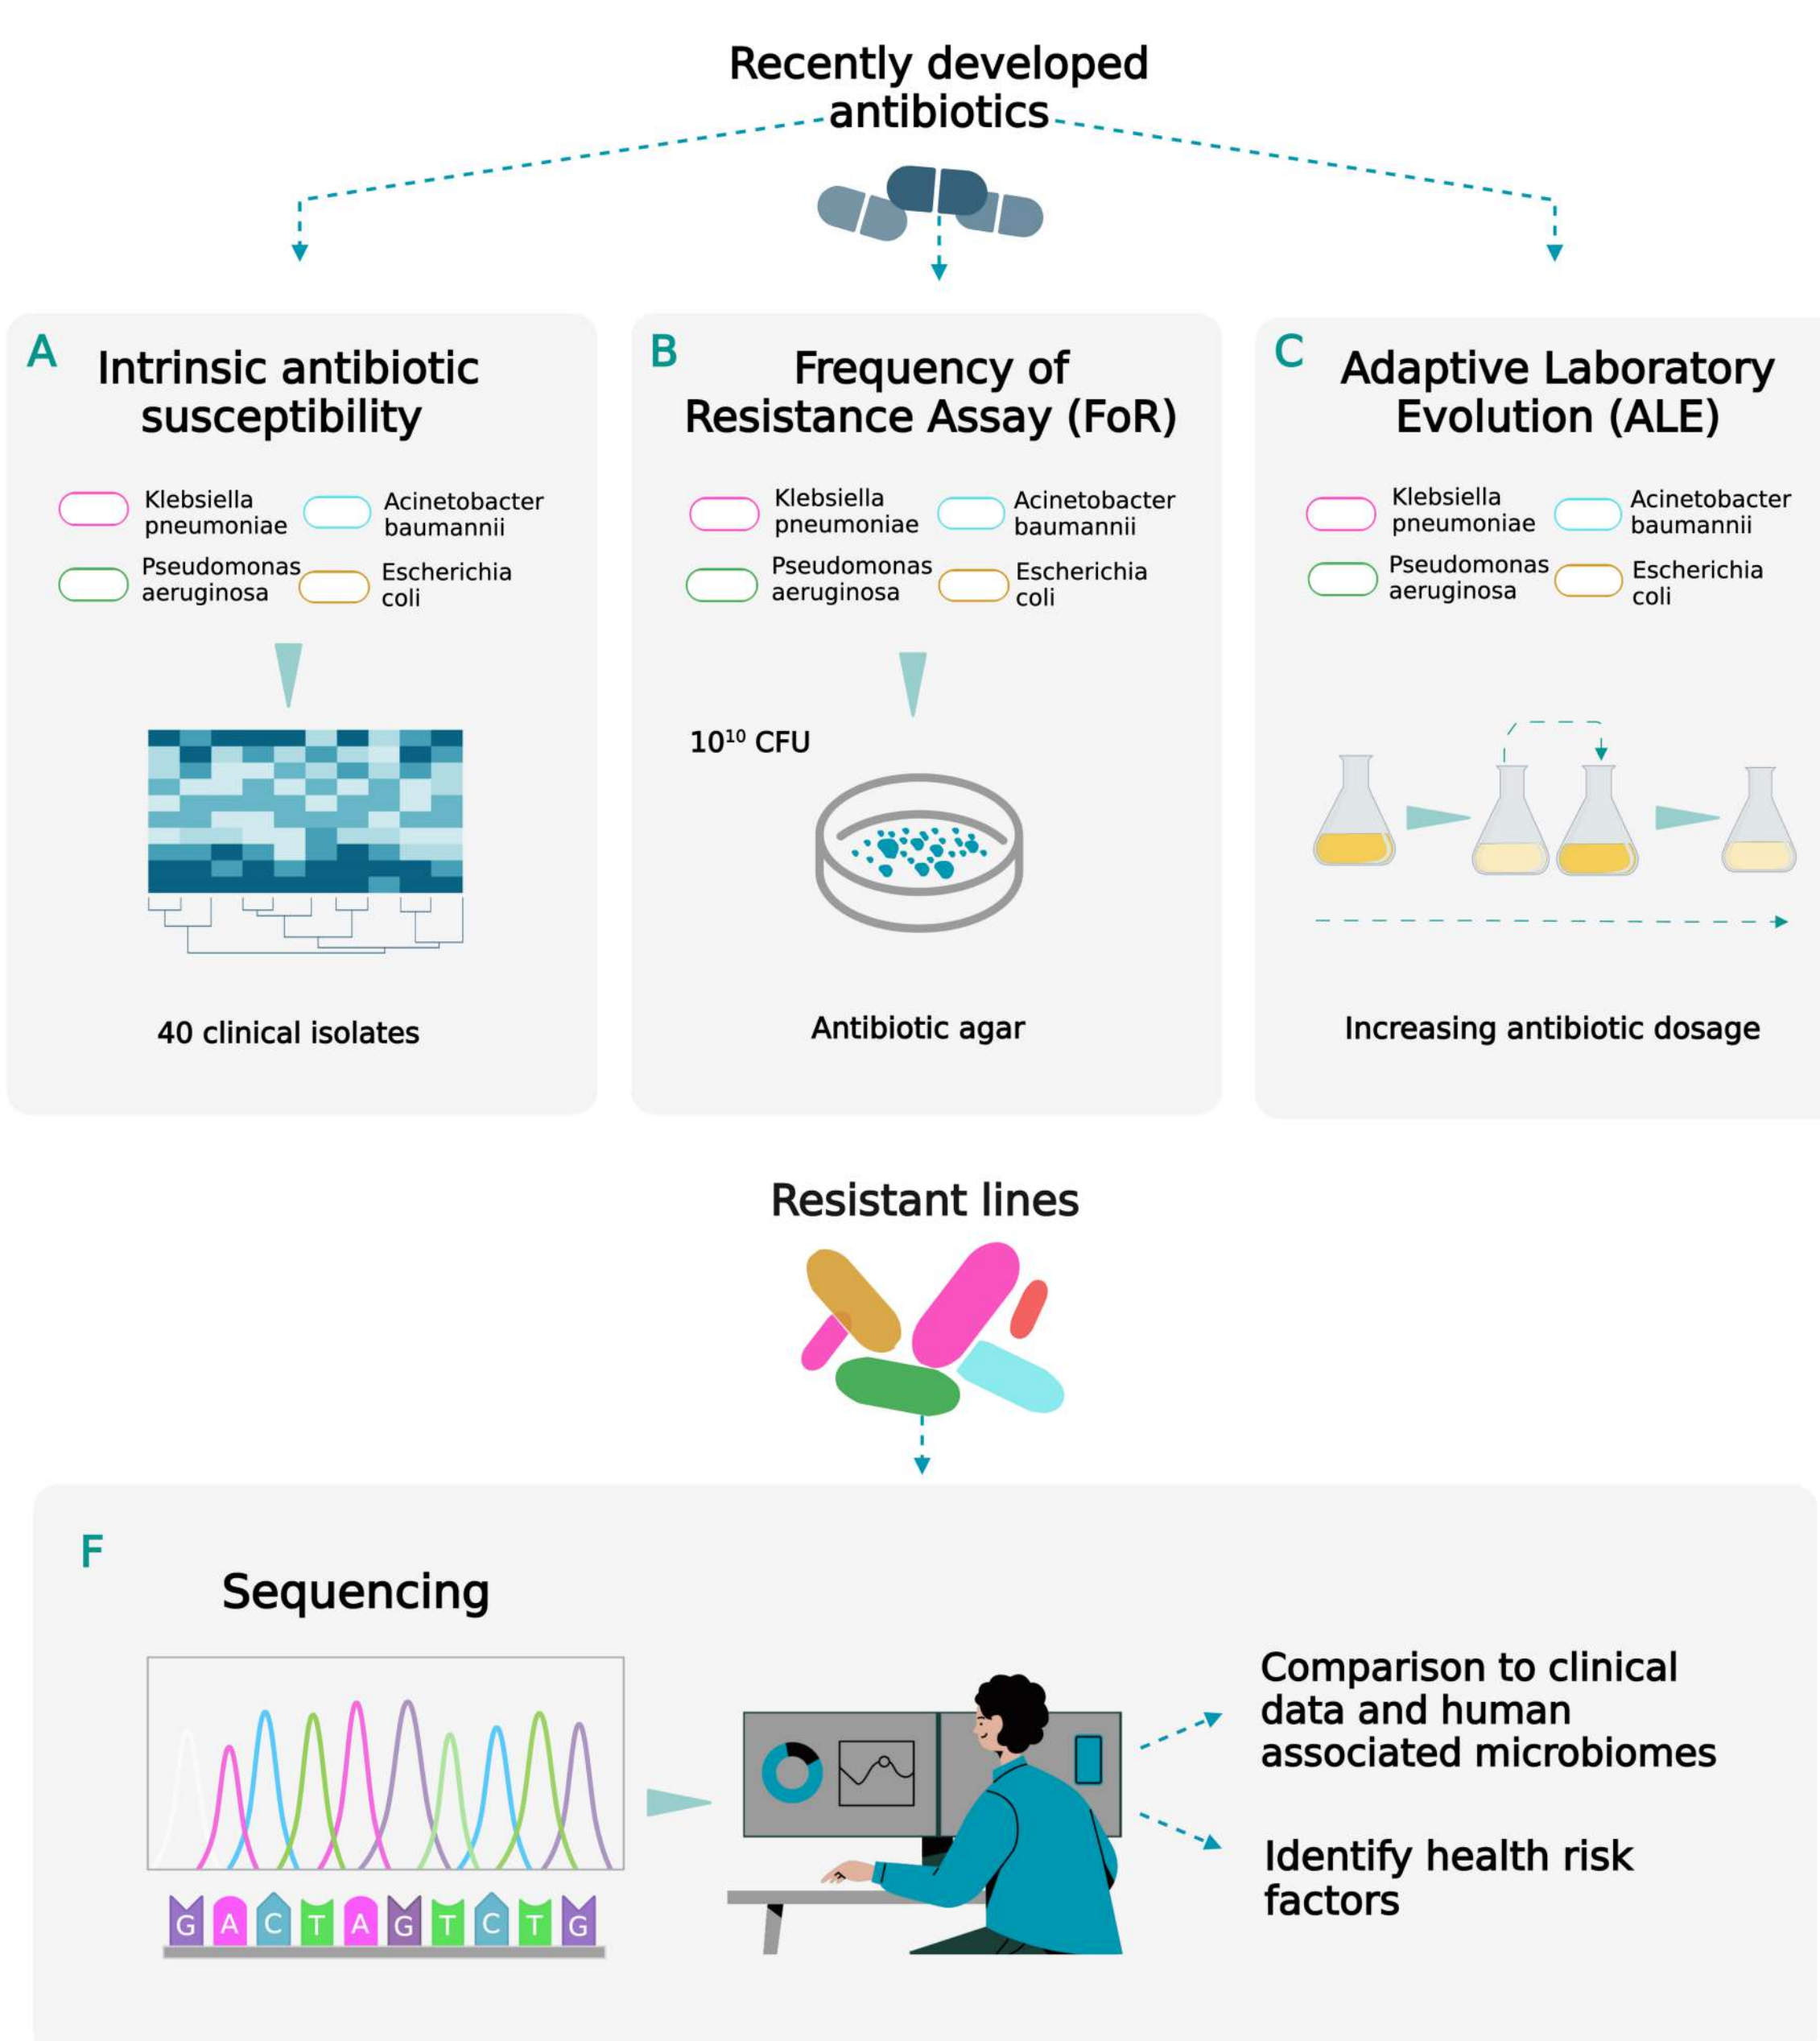 Recently developed
antibiotics
A
Intrinsic antibiotic
susceptibility
Klebsiella
pneumoniae
Acinetobacter
baumannii
Pseudomonas
aeruginosa
Escherichia
coli
40 clinical isolates
B
Frequency of
Resistance Assay (FoR)
Klebsiella
pneumoniae
Acinetobacter
baumannii
Pseudomonas
aeruginosa
Escherichia
coli
10¹⁰ CFU
Antibiotic agar
C
Adaptive Laboratory
Evolution (ALE)
Klebsiella
pneumoniae
Acinetobacter
baumannii
Pseudomonas
aeruginosa
Escherichia
coli
Increasing antibiotic dosage
Resistant lines
F
Sequencing
G A C T A G T C T G
Comparison to clinical
data and human
associated microbiomes
Identify health risk
factors